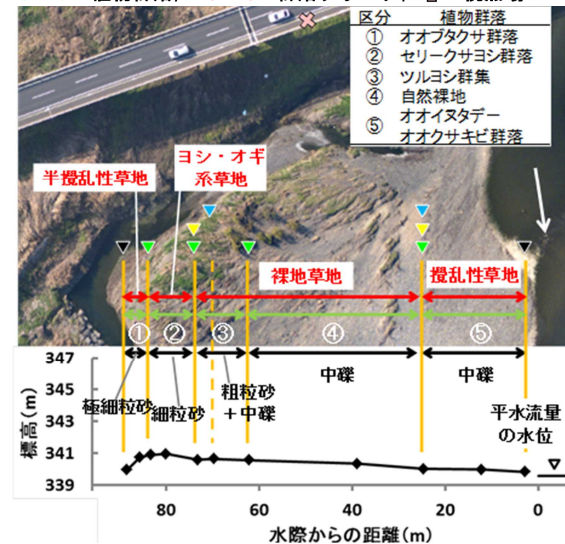 区分 植物群落
① オオブタクサ群落
② セリークサヨシ群落
③ ツルヨシ群集
④ 自然裸地
⑤ オオイヌタデー
オオクサキビ群落
ヨシ・オギ
系草地
半攪乱性草地
裸地草地
攪乱性草地
① ② ③ ④ ⑤
極細粒砂
細粒砂
粗粒砂
+中礫
中礫
中礫
平水流量
の水位
標高(m)
347
345
343
341
339
80 60 40 20 0
水際からの距離(m)